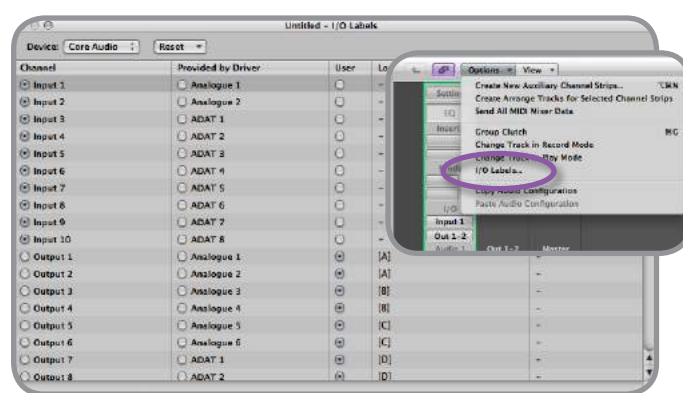 Untitled - I/O Labels
Device: Core Audio Reset
Channel Provided by Driver User
Input 1 Analogue 1 -
Input 2 Analogue 2 -
Input 3 ADAT 1 -
Input 4 ADAT 2 -
Input 5 ADAT 3 -
Input 6 ADAT 4 -
Input 7 ADAT 5 -
Input 8 ADAT 6 -
Input 9 ADAT 7 -
Input 10 ADAT 8 -
Output 1 Analogue 1 [A] -
Output 2 Analogue 2 [A] -
Output 3 Analogue 3 [B] -
Output 4 Analogue 4 [B] -
Output 5 Analogue 5 [C] -
Output 6 Analogue 6 [C] -
Output 7 ADAT 1 [D] -
Output 8 ADAT 2 [D] -
Options View
Create New Auxiliary Channel Strips... ⌥⌘N
Create Arrange Tracks for Selected Channel Strips
Send All MIDI Mixer Data
Group Clutch ⌘G
Change Track in Record Mode
Change Track in Play Mode
I/O Labels...
Copy Audio Configuration
Paste Audio Configuration
I/O
Input 1
Out 1-2
Audio 1 Out 1-2 Master